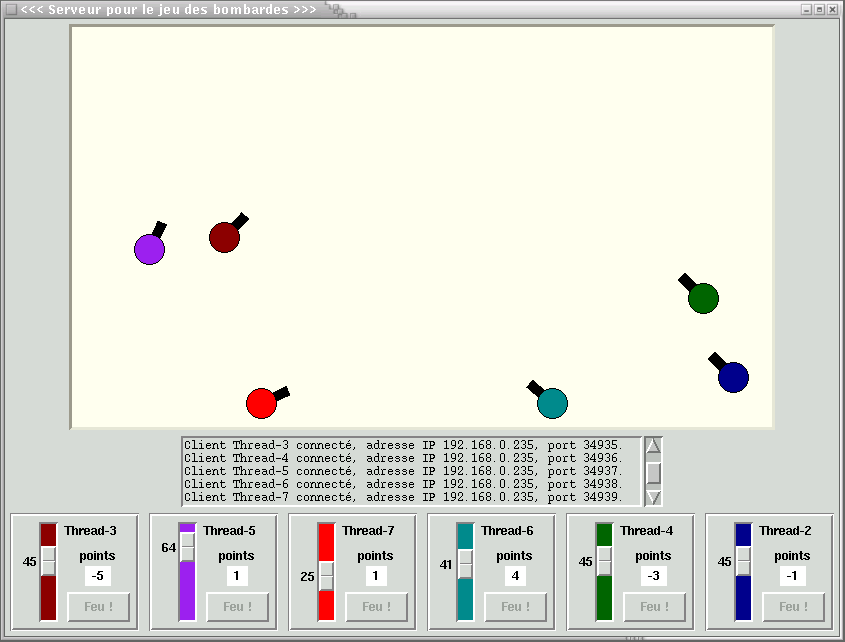 <<< Serveur pour le jeu des bombardes >>>
Client Thread-3 connecté, adresse IP 192.168.0.235, port 34935.
Client Thread-4 connecté, adresse IP 192.168.0.235, port 34936.
Client Thread-5 connecté, adresse IP 192.168.0.235, port 34937.
Client Thread-6 connecté, adresse IP 192.168.0.235, port 34938.
Client Thread-7 connecté, adresse IP 192.168.0.235, port 34939.
Thread-3
45
points
-5
Feu !
Thread-5
64
points
1
Feu !
Thread-7
25
points
1
Feu !
Thread-6
41
points
4
Feu !
Thread-4
45
points
-3
Feu !
Thread-2
45
points
-1
Feu !